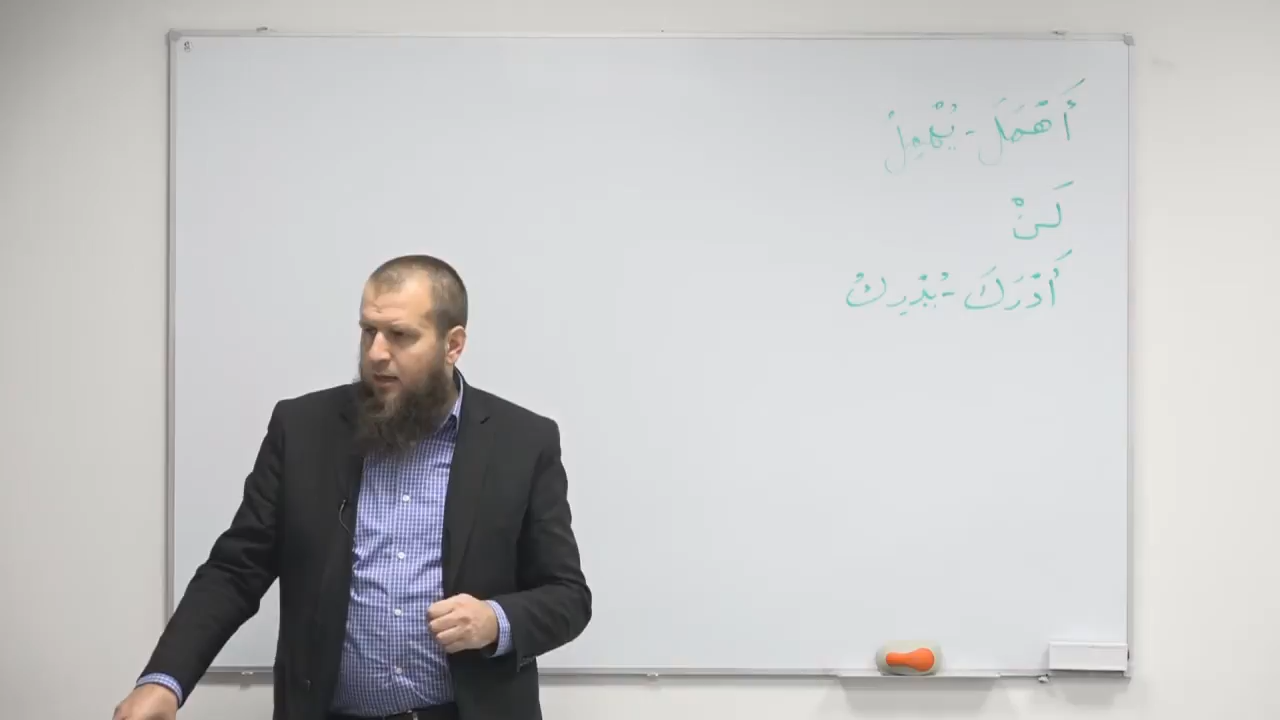 أَهْمَلَ - يُهْمِلُ
لَنْ
أَدْرَكَ - يُدْرِكُ